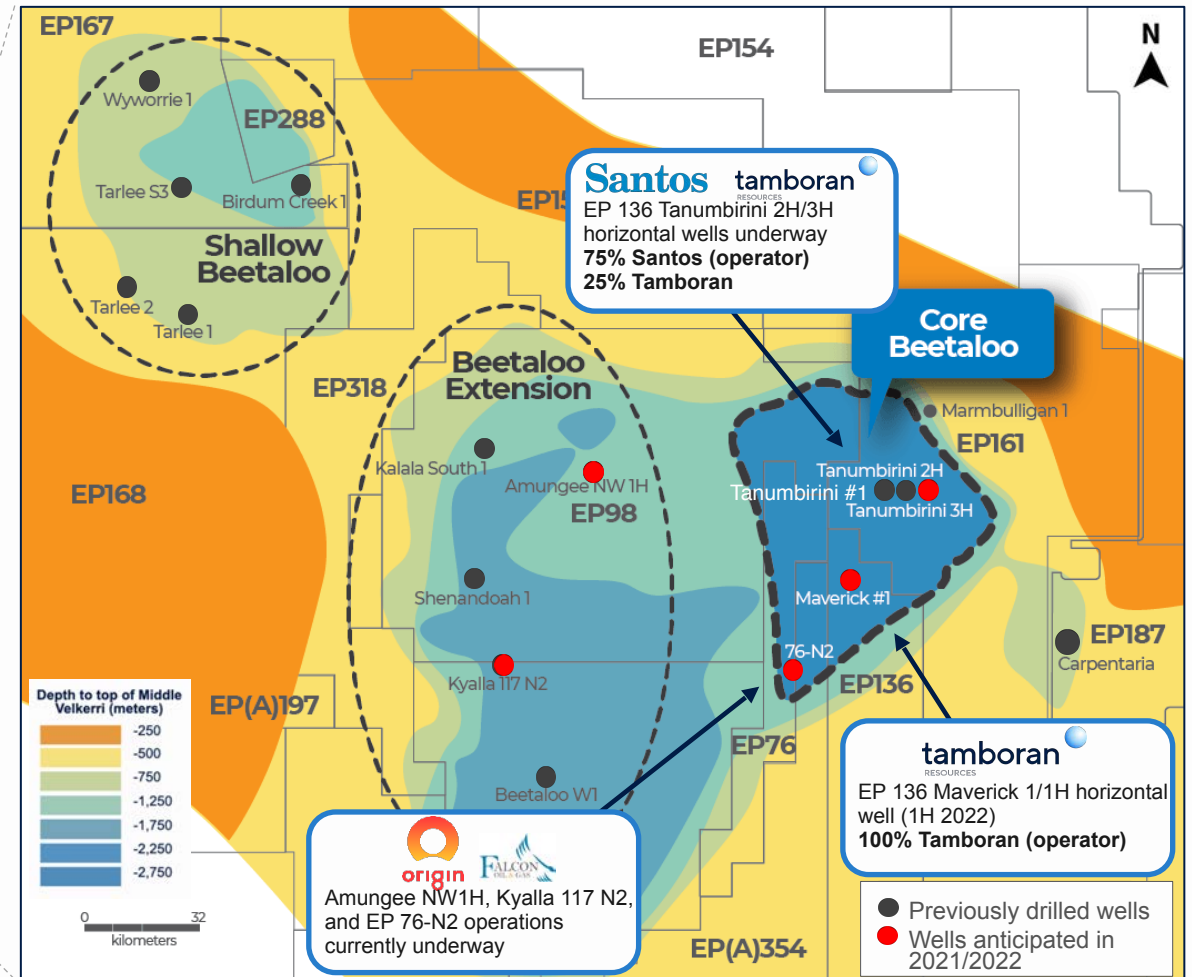 EP167
EP154
N
Wyworrie 1
EP288
Tarlee S3
Birdum Creek 1
Shallow
Beetaloo
Tarlee 2
Tarlee 1
EP15
Santos tamboran
RESOURCES
EP 136 Tanumbirini 2H/3H
horizontal wells underway
75% Santos (operator)
25% Tamboran
Core
Beetaloo
EP318
Beetaloo
Extension
Marmbulligan 1
EP161
Kalala South 1
Amungee NW 1H
EP98
Tanumbirini 2H
Tanumbirini #1
Tanumbirini 3H
EP168
Shenandoah 1
Maverick #1
EP187
Carpentaria
76-N2
Kyalla 117 N2
EP136
EP(A)197
EP76
Beetaloo W1
Depth to top of Middle
Velkerri (meters)
-250
-500
-750
-1,250
-1,750
-2,250
-2,750
0 32
kilometers
origin FALCON
OIL & GAS
Amungee NW1H, Kyalla 117 N2,
and EP 76-N2 operations
currently underway
tamboran
RESOURCES
EP 136 Maverick 1/1H horizontal
well (1H 2022)
100% Tamboran (operator)
EP(A)354
Previously drilled wells
Wells anticipated in
2021/2022